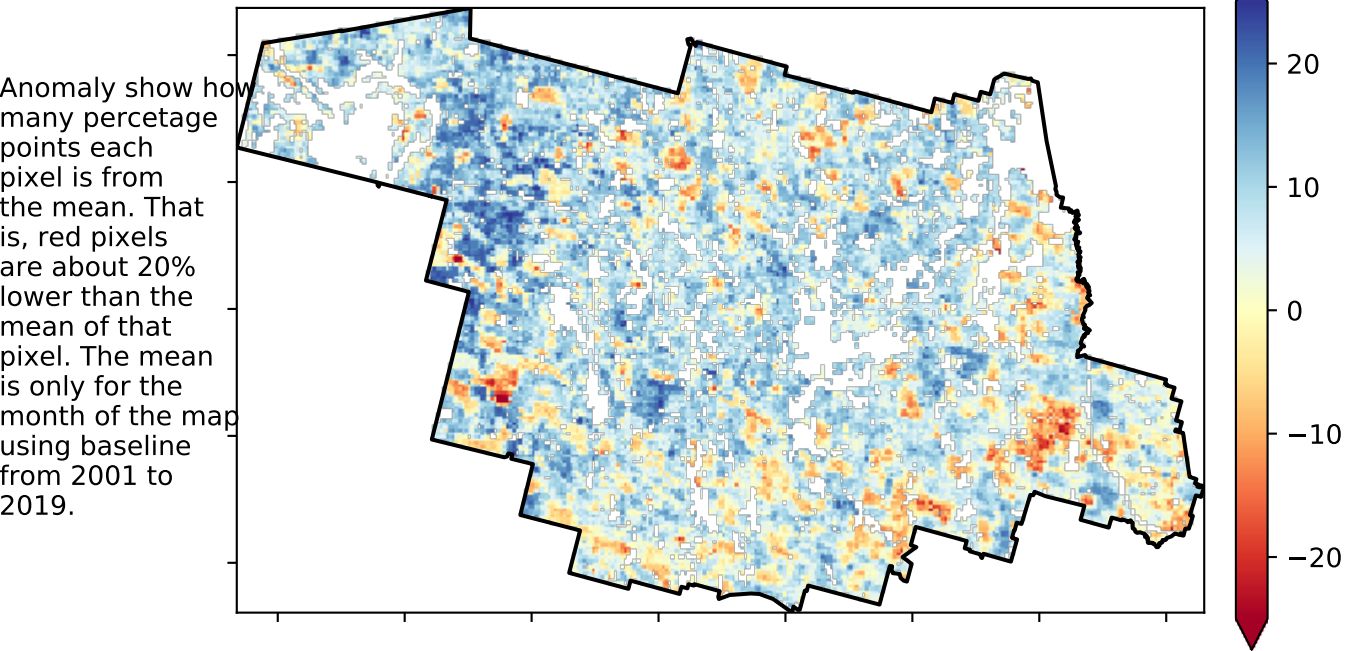 Anomaly show how
many percetage
points each
pixel is from
the mean. That
is, red pixels
are about 20%
lower than the
mean of that
pixel. The mean
is only for the
month of the map
using baseline
from 2001 to
2019.
20
10
0
−10
−20